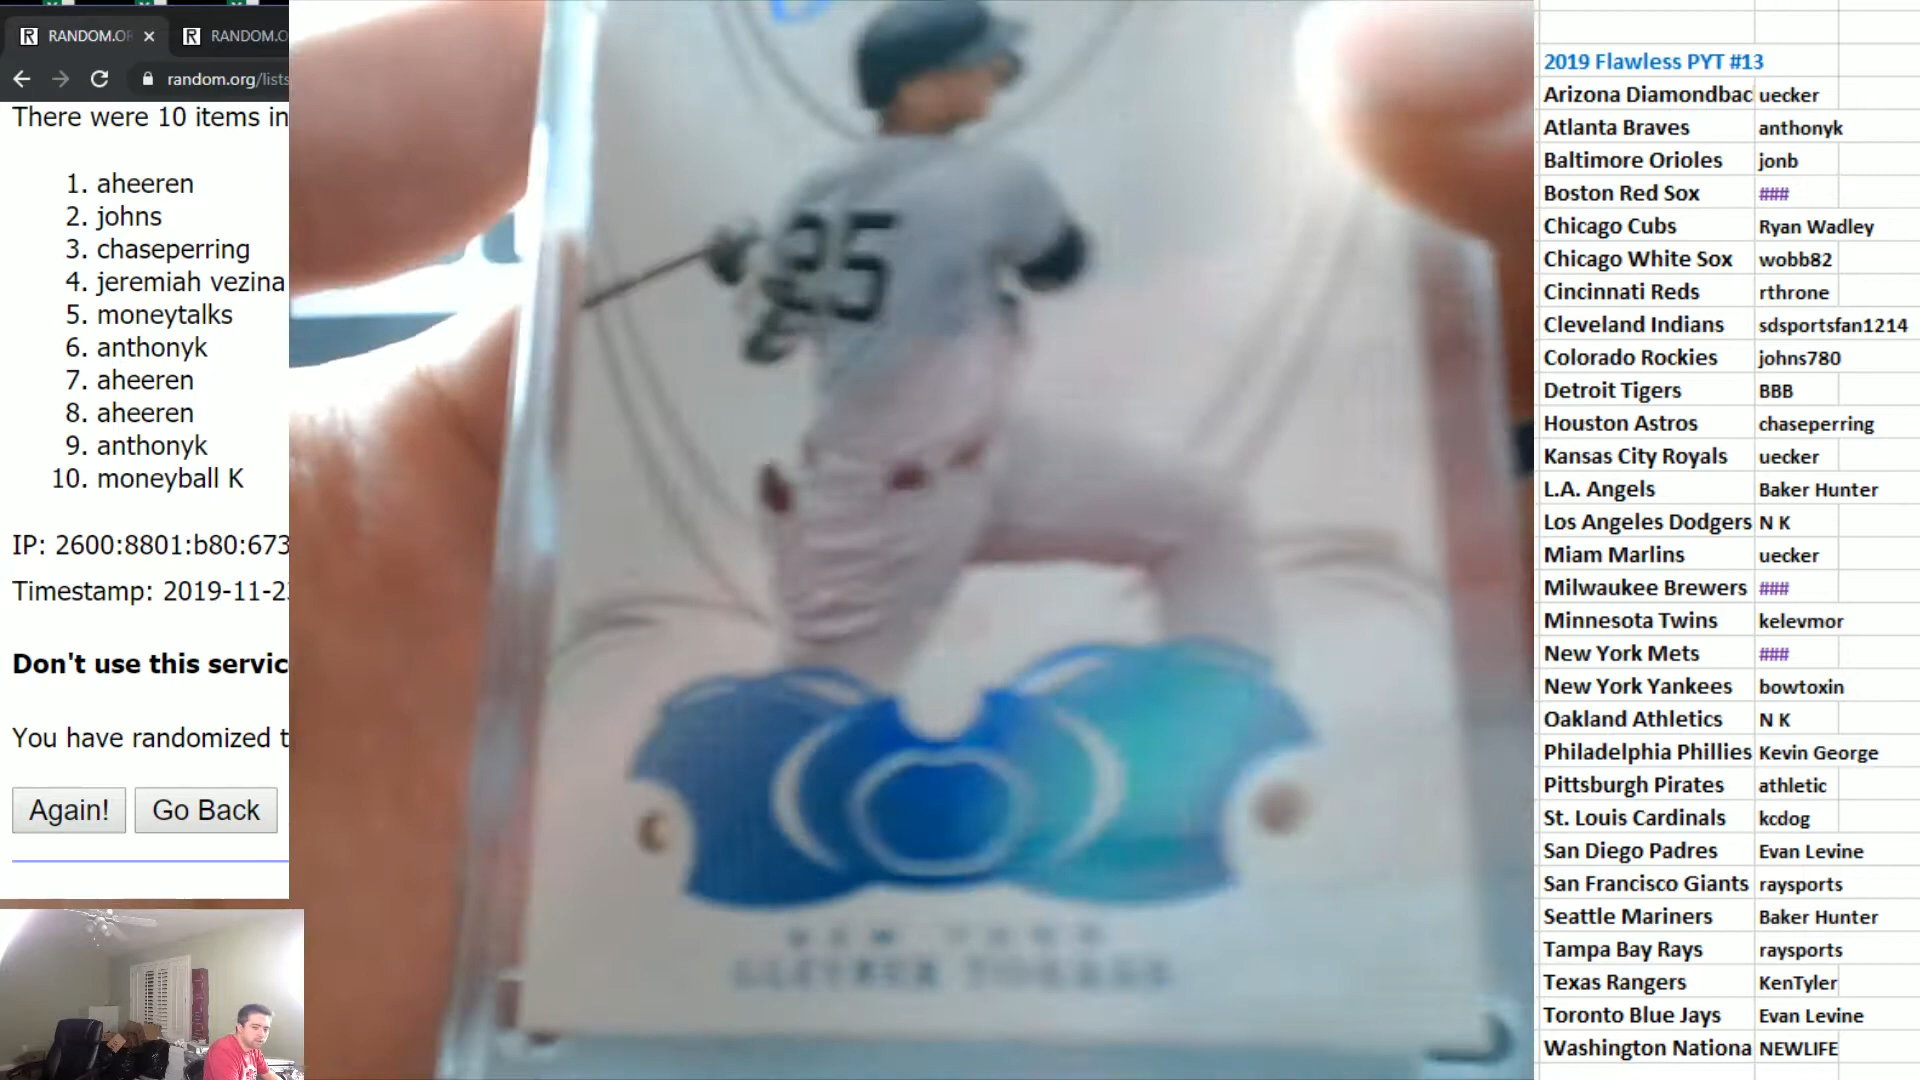 RANDOM.OR
RANDOM.O
random.org/lists
There were 10 items in
1. aheeren
2. johns
3. chaseperring
4. jeremiah vezina
5. moneytalks
6. anthonyk
7. aheeren
8. aheeren
9. anthonyk
10. moneyball K
IP: 2600:8801:b80:673
Timestamp: 2019-11-2
Don't use this servic
You have randomized t
Again! Go Back
25
NEW YORK
GLEYBER TORRES
2019 Flawless PYT #13
Arizona Diamondbac uecker
Atlanta Braves anthonyk
Baltimore Orioles jonb
Boston Red Sox ###
Chicago Cubs Ryan Wadley
Chicago White Sox wobb82
Cincinnati Reds rthrone
Cleveland Indians sdsportsfan1214
Colorado Rockies johns780
Detroit Tigers BBB
Houston Astros chaseperring
Kansas City Royals uecker
L.A. Angels Baker Hunter
Los Angeles Dodgers N K
Miam Marlins uecker
Milwaukee Brewers ###
Minnesota Twins kelevmor
New York Mets ###
New York Yankees bowtoxin
Oakland Athletics N K
Philadelphia Phillies Kevin George
Pittsburgh Pirates athletic
St. Louis Cardinals kcdog
San Diego Padres Evan Levine
San Francisco Giants raysports
Seattle Mariners Baker Hunter
Tampa Bay Rays raysports
Texas Rangers KenTyler
Toronto Blue Jays Evan Levine
Washington Nationa NEWLIFE